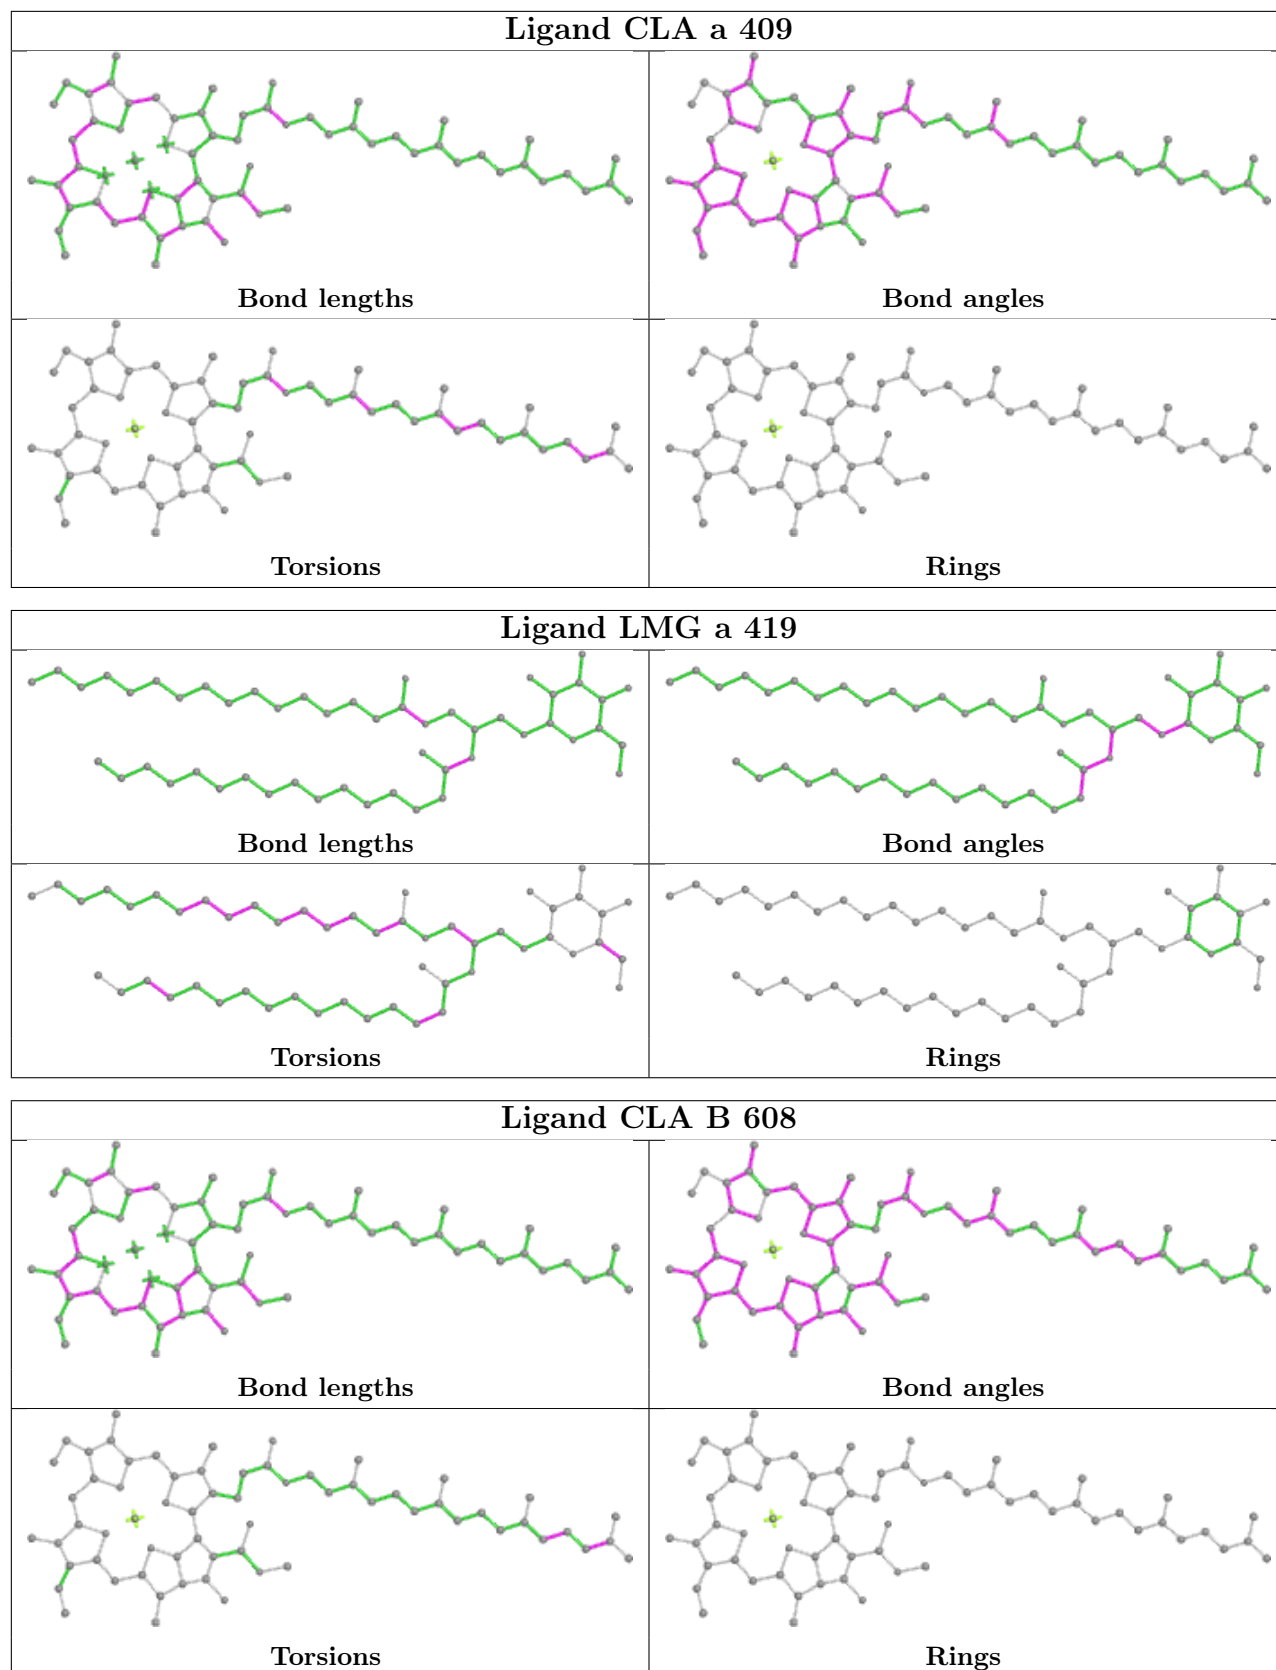 Ligand CLA a 409
Bond lengths
Bond angles
Torsions
Rings
Ligand LMG a 419
Bond lengths
Bond angles
Torsions
Rings
Ligand CLA B 608
Bond lengths
Bond angles
Torsions
Rings